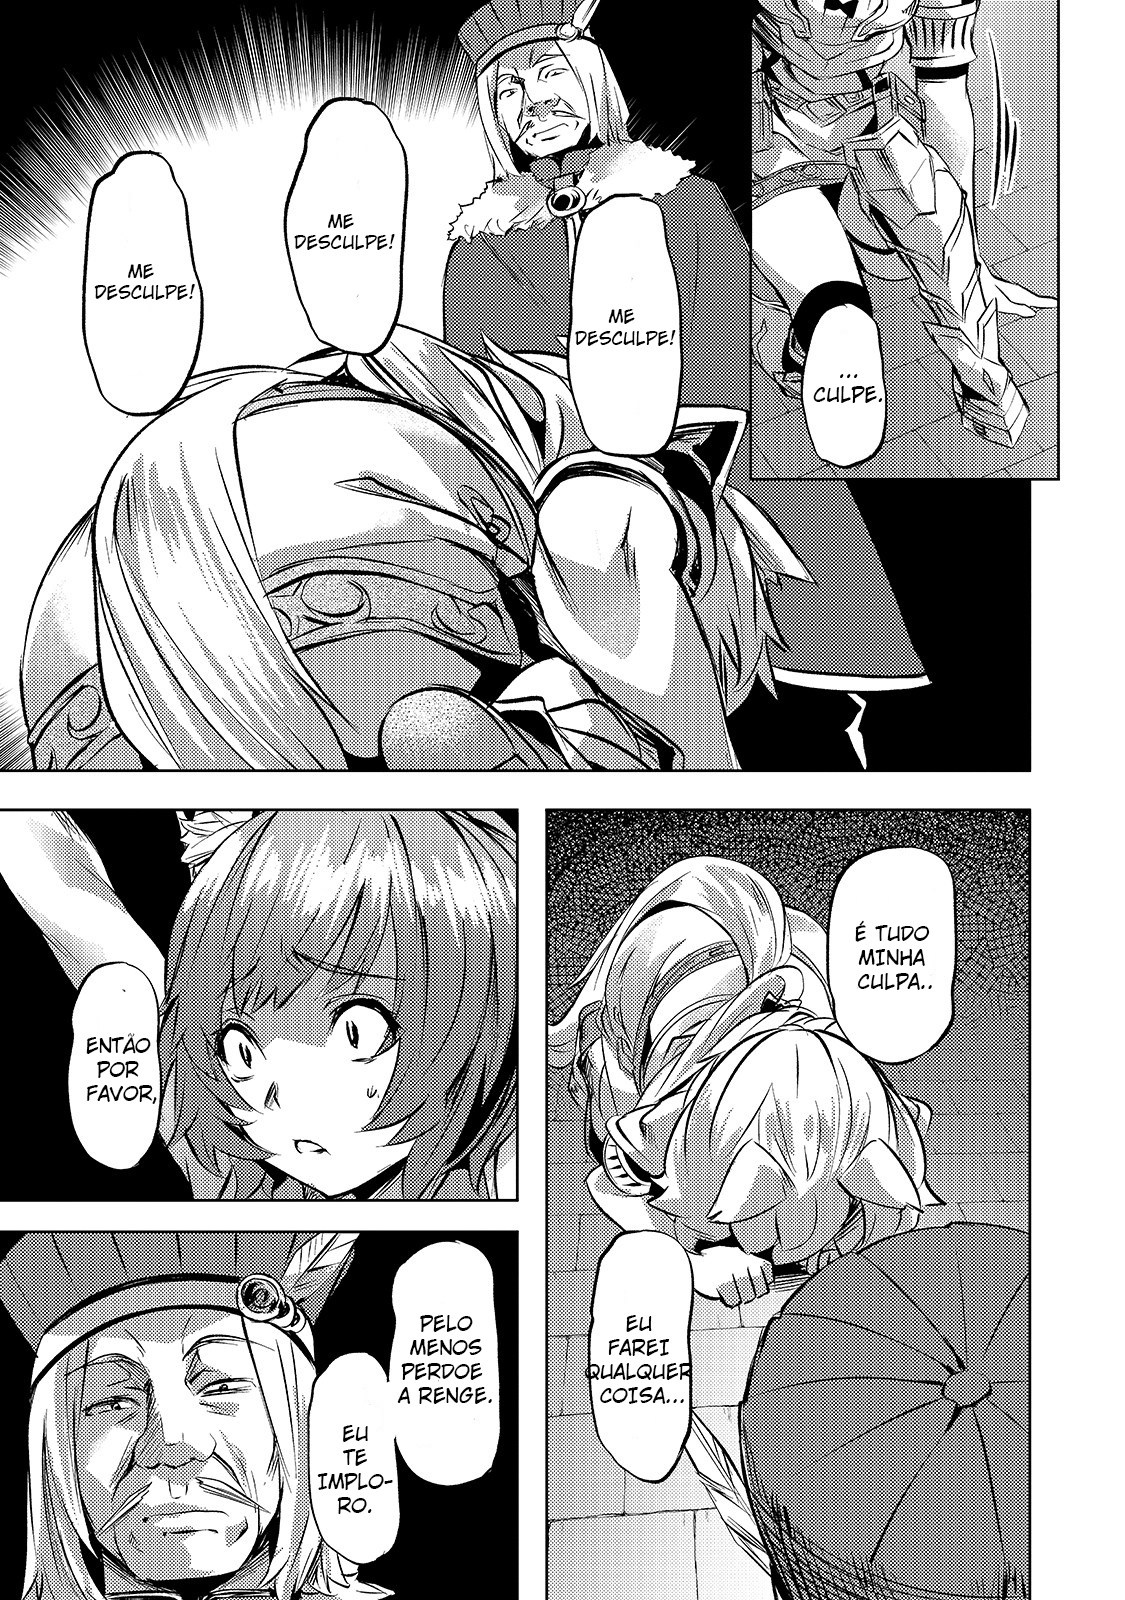 ...
CULPE.
ME
DESCULPE!
ME
DESCULPE!
ME
DESCULPE!
É TUDO
MINHA
CULPA..
EU
FAREI
QUALQUER
COISA...
ENTÃO
POR
FAVOR,
PELO
MENOS
PERDOE
A RENGE.
EU
TE
IMPLO-
RO.